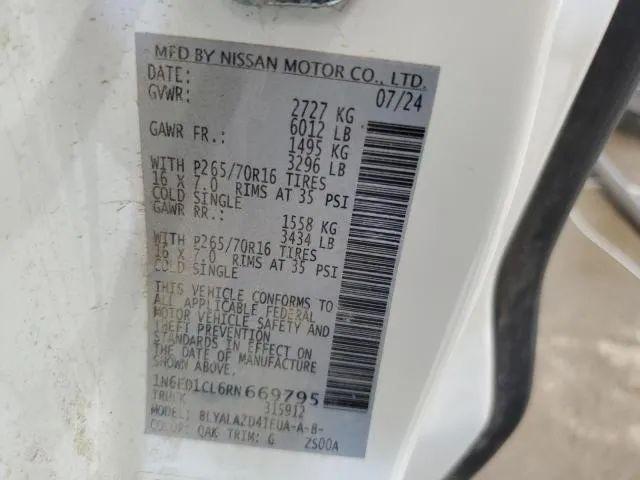 MFD BY NISSAN MOTOR CO., LTD.
DATE: 07/24
GVWR: 2727 KG
6012 LB
GAWR FR: 1495 KG
3296 LB
WITH P265/70R16 TIRES
16 X 7.0 RIMS AT 35 PSI
COLD SINGLE
GAWR RR: 1558 KG
3434 LB
WITH P265/70R16 TIRES
16 X 7.0 RIMS AT 35 PSI
COLD SINGLE
THIS VEHICLE CONFORMS TO
ALL APPLICABLE FEDERAL
MOTOR VEHICLE SAFETY AND
THEFT PREVENTION
STANDARDS IN EFFECT ON
THE DATE OF MANUFACTURE
SHOWN ABOVE.
1N6ED1CL6RN669795
TRUCK 315912
MODEL:
COLOR: QAK TRIM: G 2S00A